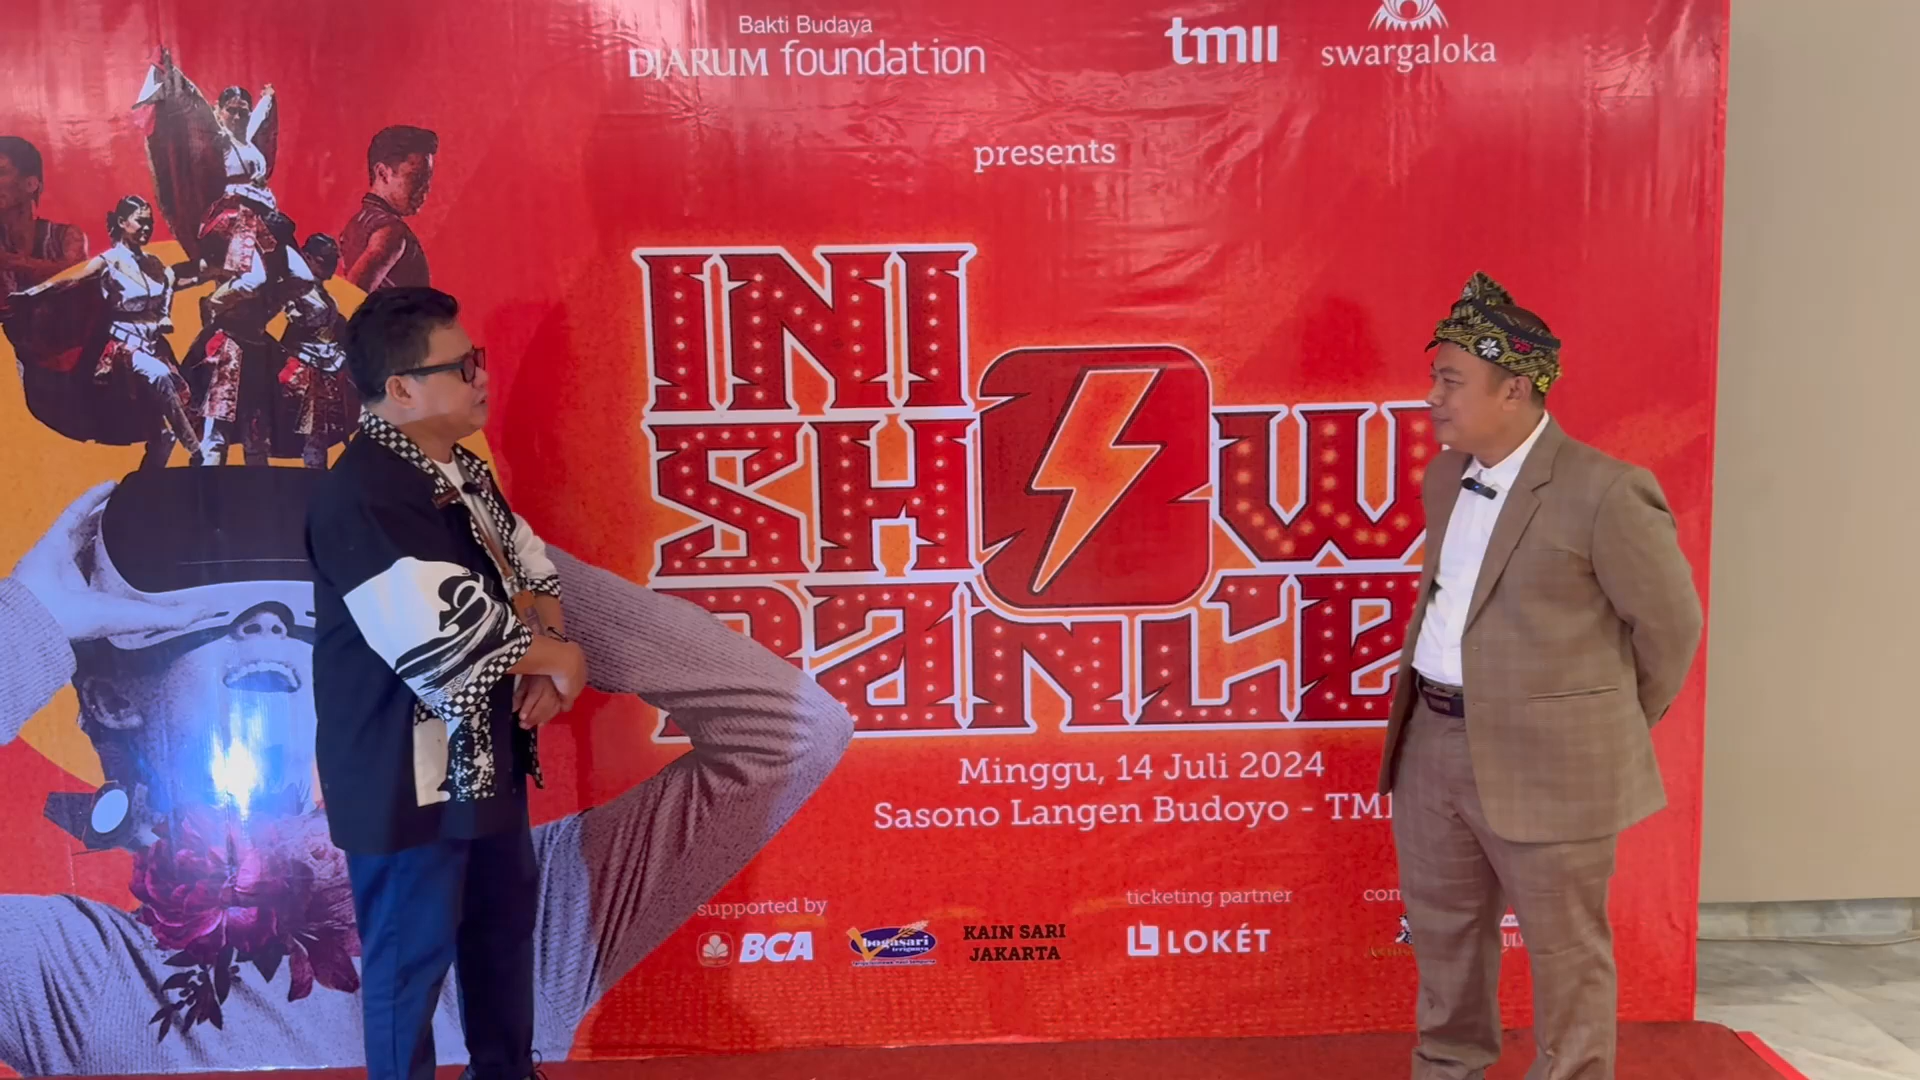 Bakti Budaya
DJARUM foundation
tmii
swargaloka
presents
INI
SHOW
DANCE
Minggu, 14 Juli 2024
Sasono Langen Budoyo - TMI
supported by
BCA
bogasari
KAIN SARI
JAKARTA
ticketing partner
LOKÉT